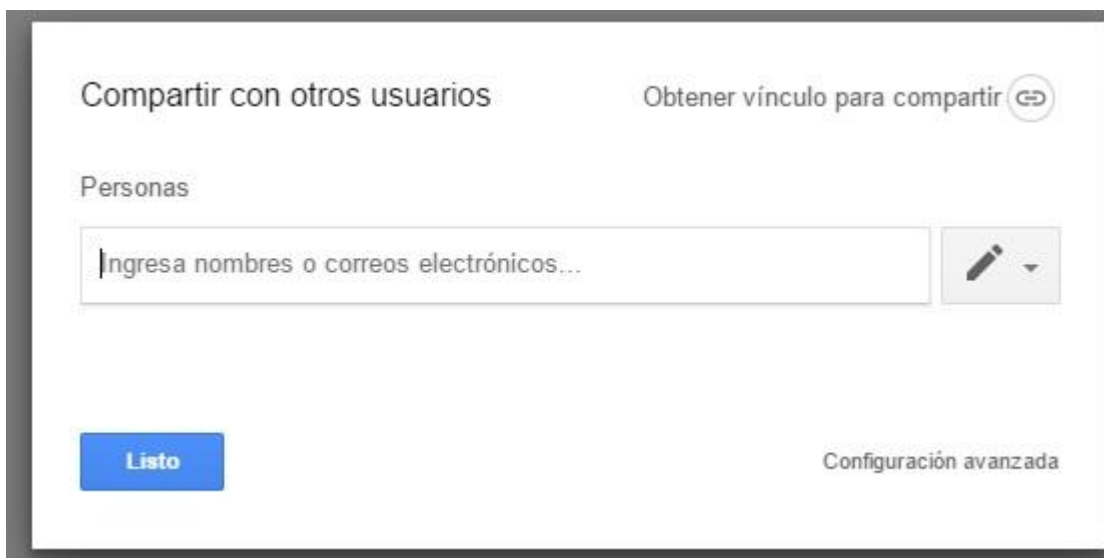 Compartir con otros usuarios
Obtener vínculo para compartir
Personas
Ingresa nombres o correos electrónicos...
Listo
Configuración avanzada